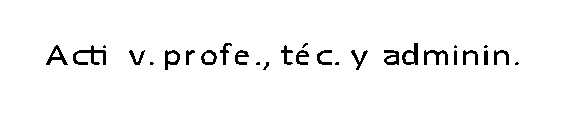 Acti v. profe., téc. y adminin.